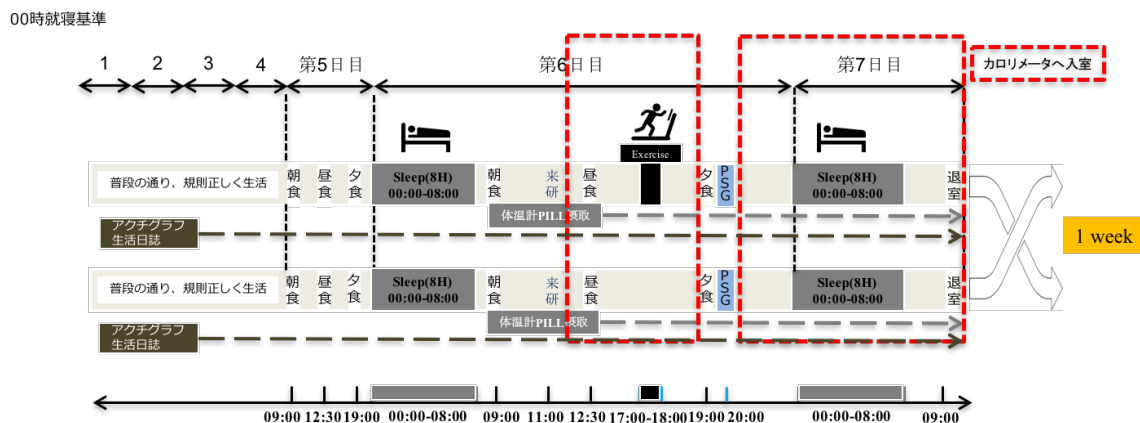 00時就寝基準
1 2 3 4 第5日目 第6日目 第7日目
カロリメータへ入室
Exercise
普段の通り、規則正しく生活
朝食
昼食
夕食
Sleep(8H)
00:00-08:00
朝食
来研
昼食
夕食
PSG
Sleep(8H)
00:00-08:00
退室
体温計PILL摂取
アクチグラフ
生活日誌
1 week
普段の通り、規則正しく生活
朝食
昼食
夕食
Sleep(8H)
00:00-08:00
朝食
来研
昼食
夕食
PSG
Sleep(8H)
00:00-08:00
退室
体温計PILL摂取
アクチグラフ
生活日誌
09:00 12:30 19:00 00:00-08:00 09:00 11:00 12:30 17:00-18:00 19:00 20:00 00:00-08:00 09:00